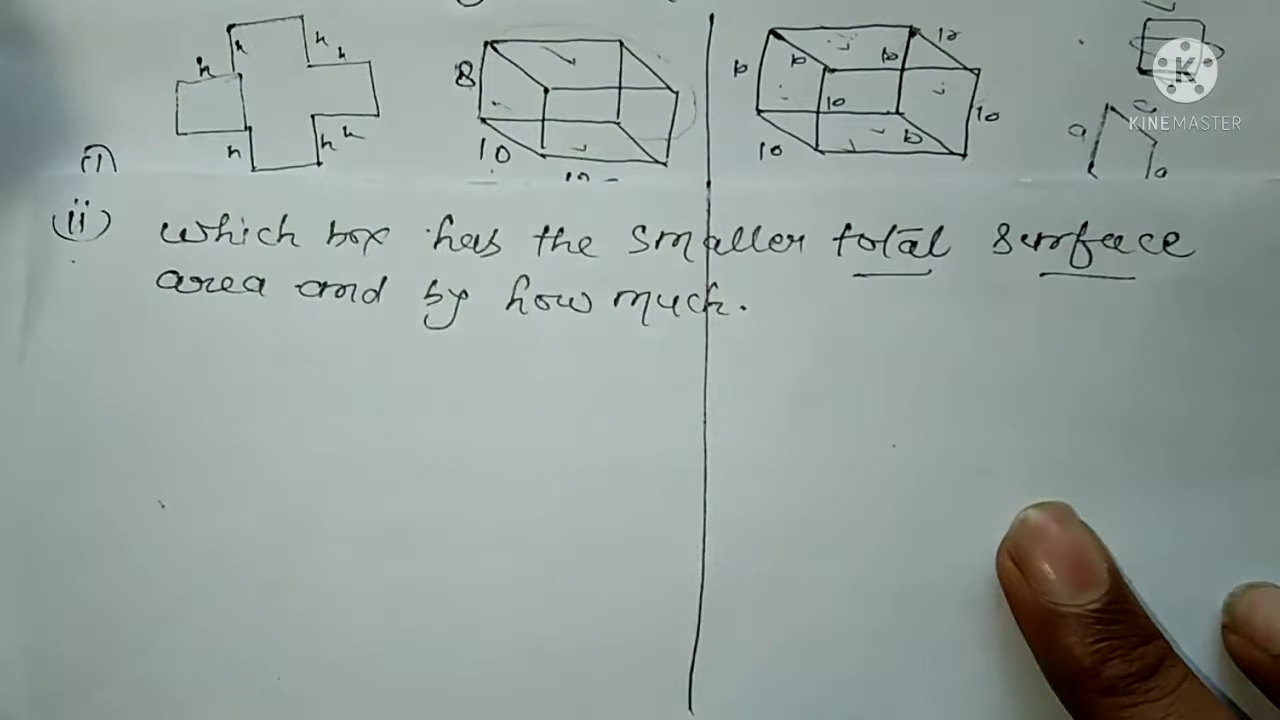 h h h h
h h h
8
10
10
10
10
10
10
a a
a
K
KINEMASTER
(i)
(ii) which box has the smaller total surface
area and by how much.